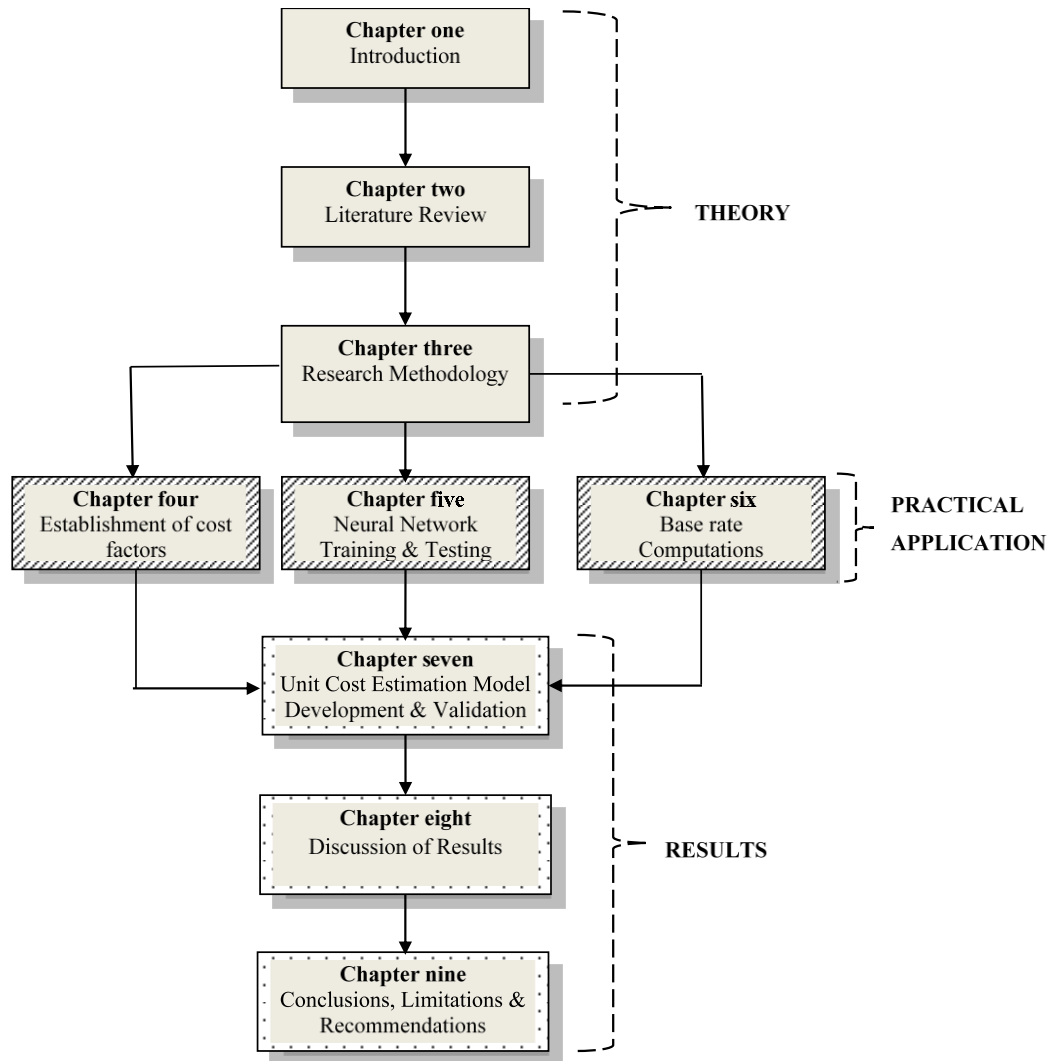 Chapter one
Introduction
Chapter two
Literature Review
THEORY
Chapter three
Research Methodology
Chapter four
Establishment of cost
factors
Chapter five
Neural Network
Training & Testing
Chapter six
Base rate
Computations
PRACTICAL
APPLICATION
Chapter seven
Unit Cost Estimation Model
Development & Validation
Chapter eight
Discussion of Results
RESULTS
Chapter nine
Conclusions, Limitations &
Recommendations